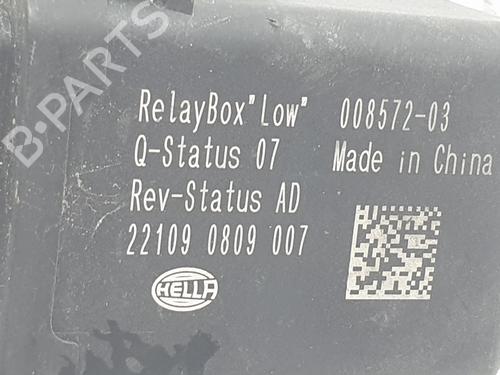 B-PARTS
RelayBox"Low" 008572-03
Q-Status 07 Made in China
Rev-Status AD
22109 0809 007
HELLA